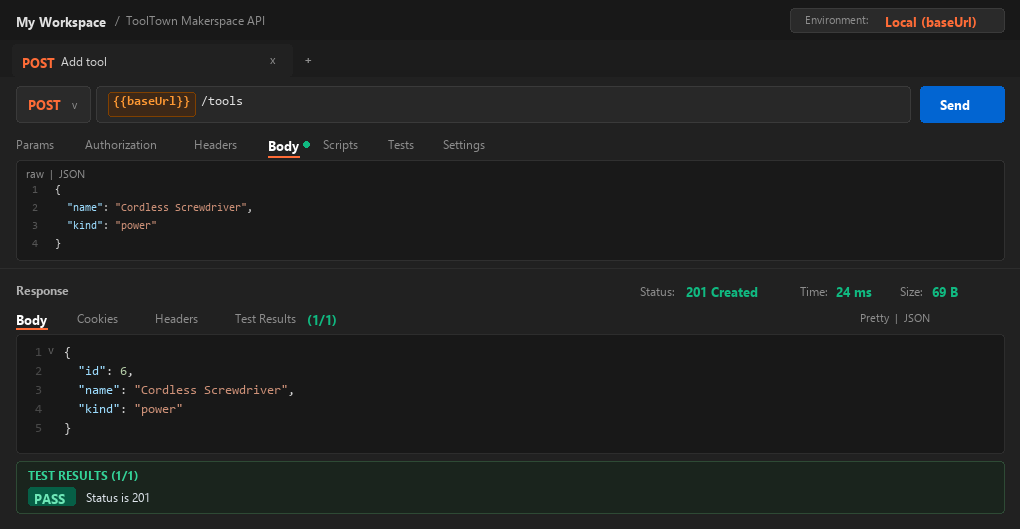 My Workspace / ToolTown Makerspace API Environment: Local (baseUrl)
POST Add tool x +
POST v {{baseUrl}} /tools Send
Params Authorization Headers Body Scripts Tests Settings
raw | JSON
1 {
2 "name": "Cordless Screwdriver",
3 "kind": "power"
4 }
Response Status: 201 Created Time: 24 ms Size: 69 B
Body Cookies Headers Test Results (1/1) Pretty | JSON
1 v {
2 "id": 6,
3 "name": "Cordless Screwdriver",
4 "kind": "power"
5 }
TEST RESULTS (1/1)
PASS Status is 201